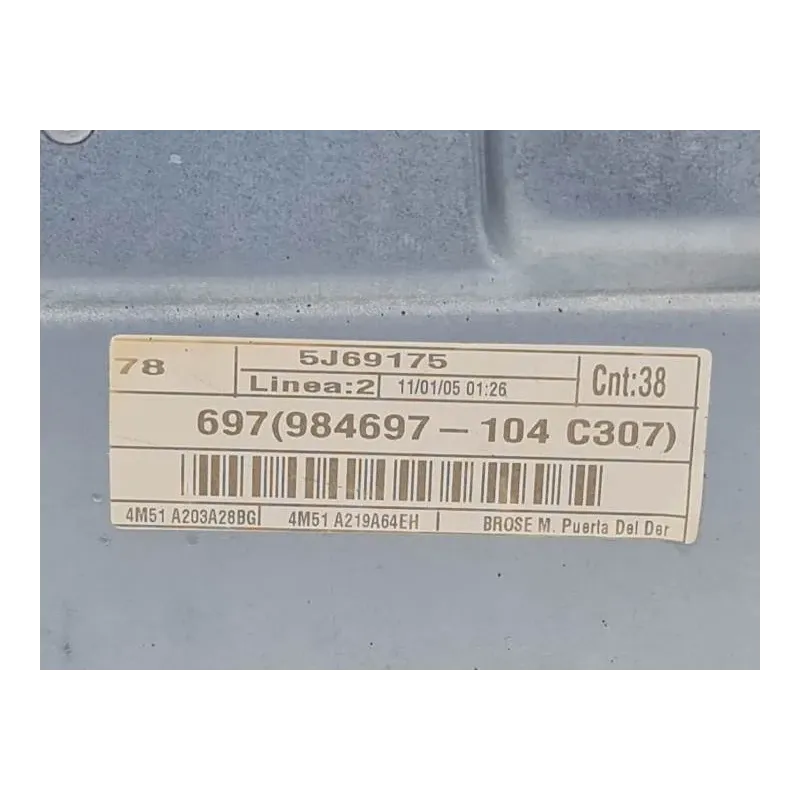 78
5J69175
Linea:2 11/01/05 01:26
Cnt:38
697(984697-104 C307)
4M51 A203A28BG 4M51 A219A64EH BROSE M. Puerta Del Der